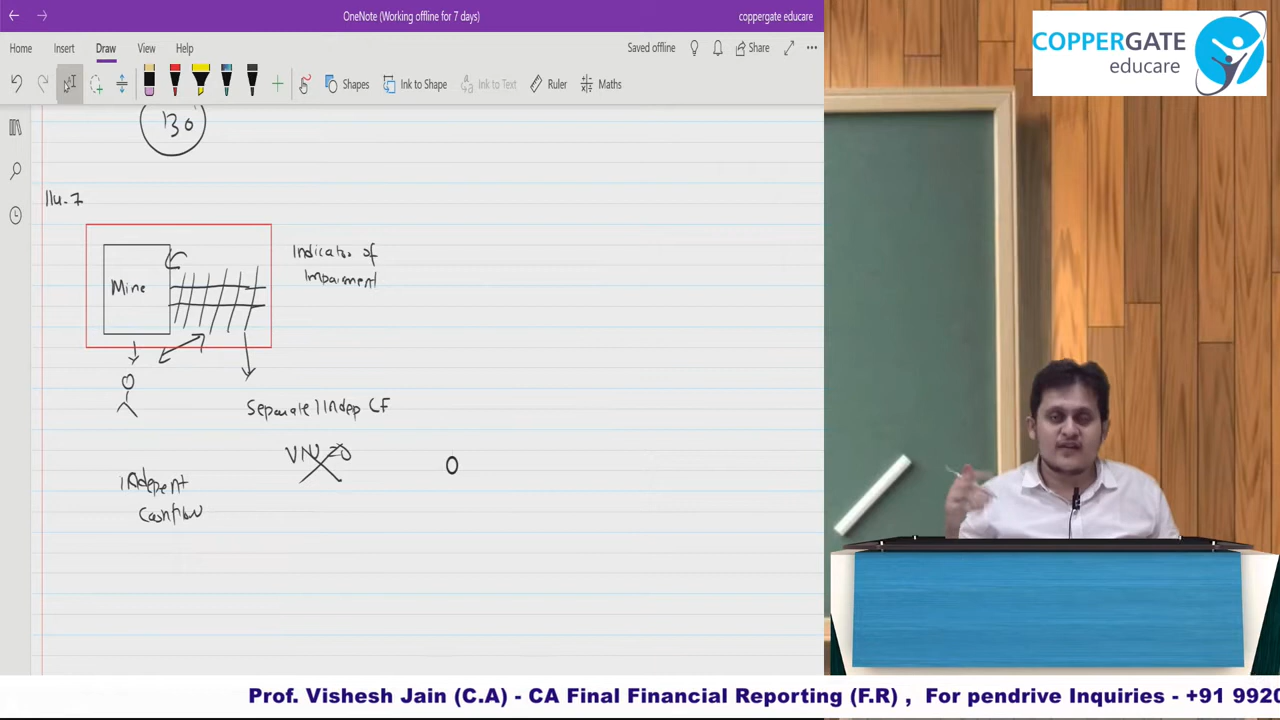 OneNote (Working offline for 7 days)
coppergate educare
Home Insert Draw View Help
Saved offline
Share
Shapes
Ink to Shape
Ink to Text
Ruler
Maths
COPPERGATE
educare
130
Illu.7
Mine
Indicator of
Impairment
Separate / Indep CF
VIU
Indepent
Cashflow
0
Prof. Vishesh Jain (C.A) - CA Final Financial Reporting (F.R) , For pendrive Inquiries - +91 9920